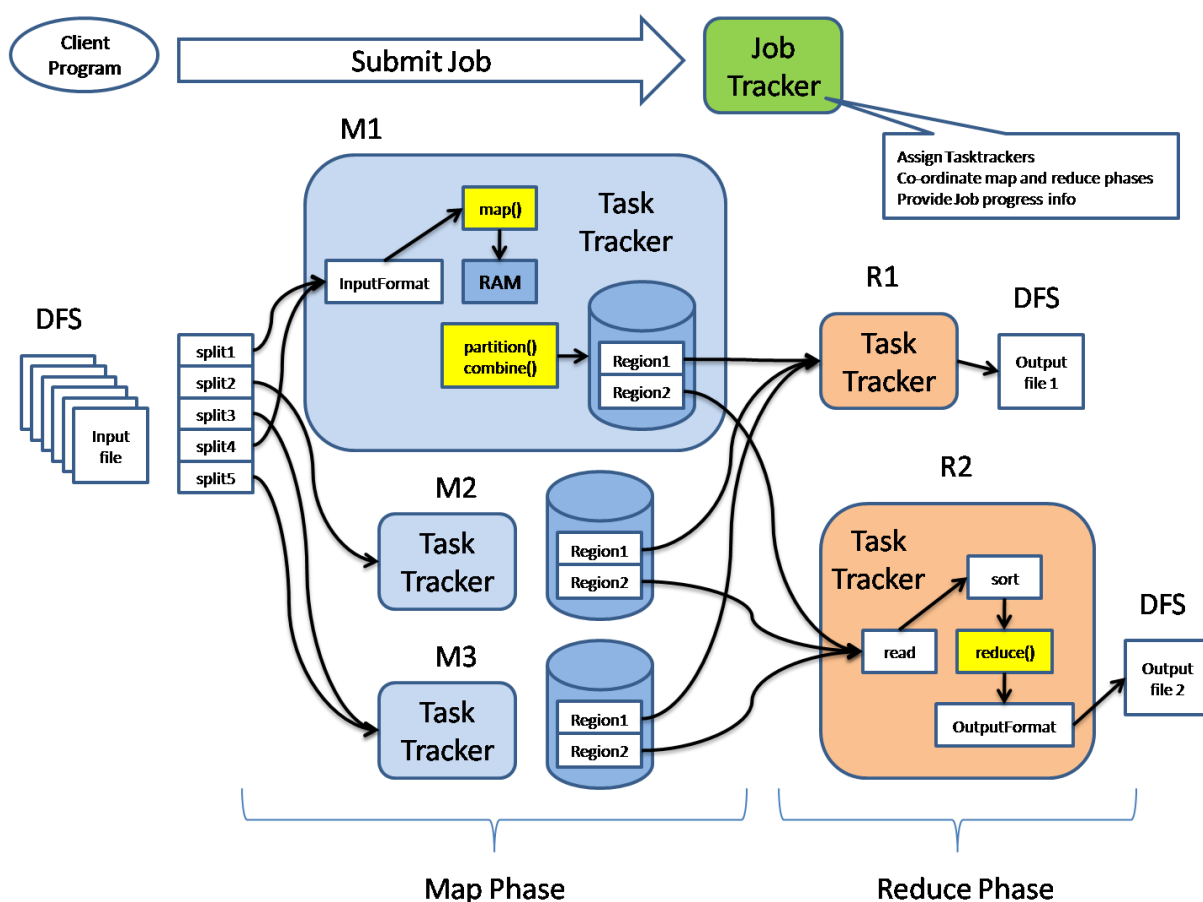 Client
Program
Submit Job
Job
Tracker
Assign Tasktrackers
Co-ordinate map and reduce phases
Provide Job progress info
M1
Task
Tracker
map()
InputFormat
RAM
partition()
combine()
Region1
Region2
DFS
Input
file
split1
split2
split3
split4
split5
M2
Task
Tracker
Region1
Region2
M3
Task
Tracker
Region1
Region2
R1
Task
Tracker
DFS
Output
file 1
R2
Task
Tracker
sort
read
reduce()
OutputFormat
DFS
Output
file 2
Map Phase
Reduce Phase